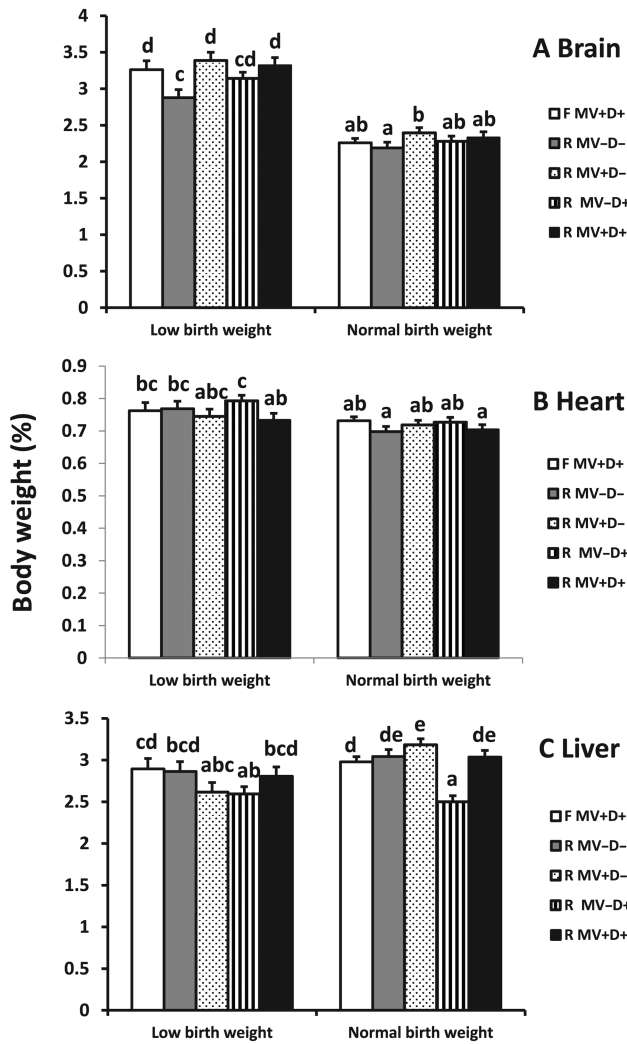 4
3.5
3
2.5
2
1.5
1
0.5
0
d c d cd d
ab a b ab ab
Low birth weight Normal birth weight
A Brain
F MV+D+
R MV–D–
R MV+D–
R MV–D+
R MV+D+
Body weight (%)
0.9
0.8
0.7
0.6
0.5
0.4
0.3
0.2
0.1
0
bc bc abc c ab
ab a ab ab a
Low birth weight Normal birth weight
B Heart
F MV+D+
R MV–D–
R MV+D–
R MV–D+
R MV+D+
3.5
3
2.5
2
1.5
1
0.5
0
cd bcd abc ab bcd
d de e a de
Low birth weight Normal birth weight
C Liver
F MV+D+
R MV–D–
R MV+D–
R MV–D+
R MV+D+